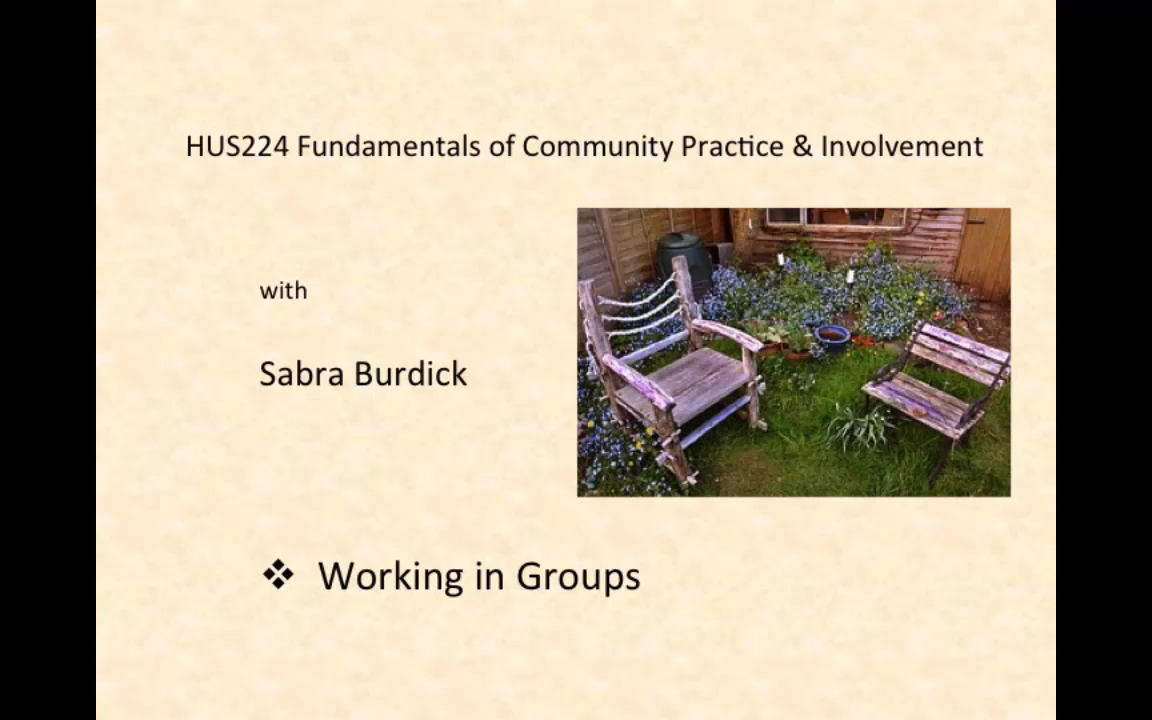 HUS224 Fundamentals of Community Practice & Involvement
with
Sabra Burdick
❖ Working in Groups